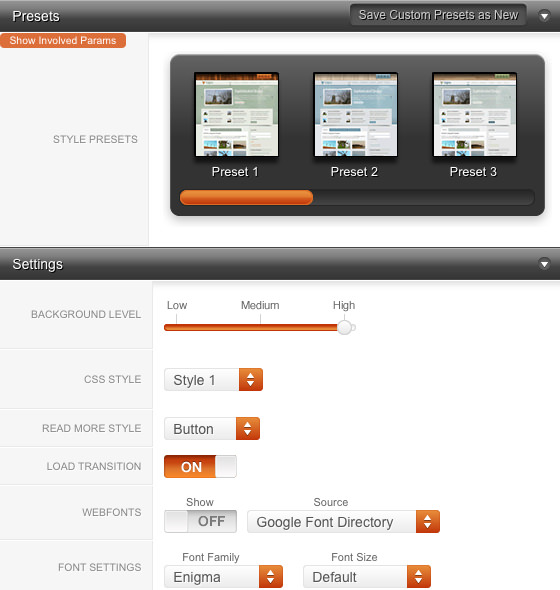 Presets
Save Custom Presets as New
Show Involved Params
STYLE PRESETS
Preset 1
Preset 2
Preset 3
Settings
BACKGROUND LEVEL
Low
Medium
High
CSS STYLE
Style 1
READ MORE STYLE
Button
LOAD TRANSITION
ON
WEBFONTS
Show
Source
OFF
Google Font Directory
FONT SETTINGS
Font Family
Font Size
Enigma
Default